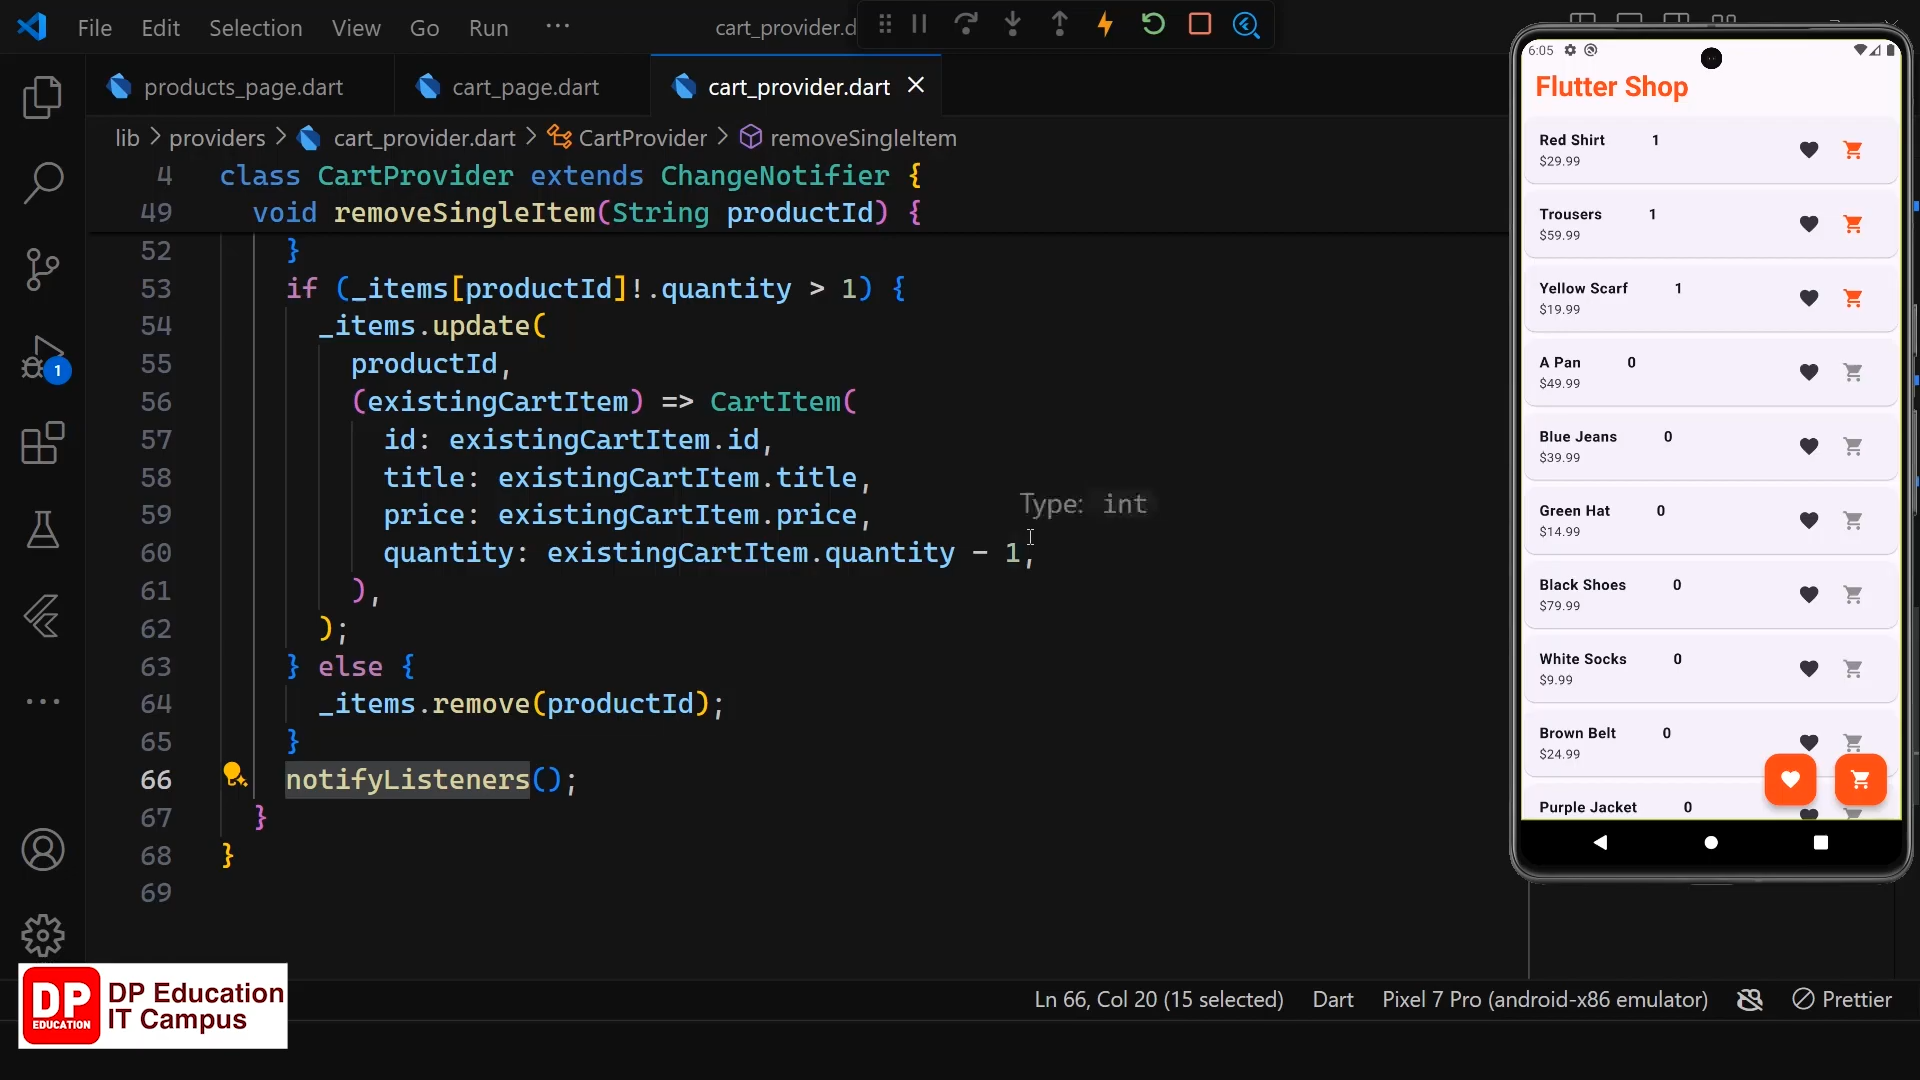 File Edit Selection View Go Run ...
cart_provider.d
products_page.dart
cart_page.dart
cart_provider.dart
lib > providers > cart_provider.dart > CartProvider > removeSingleItem
4 class CartProvider extends ChangeNotifier {
49 void removeSingleItem(String productId) {
52 }
53 if (_items[productId]!.quantity > 1) {
54 _items.update(
55 productId,
56 (existingCartItem) => CartItem(
57 id: existingCartItem.id,
58 title: existingCartItem.title,
59 price: existingCartItem.price,
Type: int
60 quantity: existingCartItem.quantity - 1,
61 ),
62 );
63 } else {
64 _items.remove(productId);
65 }
66 notifyListeners();
67 }
68 }
69
1
6:05
Flutter Shop
Red Shirt 1
$29.99
Trousers 1
$59.99
Yellow Scarf 1
$19.99
A Pan 0
$49.99
Blue Jeans 0
$39.99
Green Hat 0
$14.99
Black Shoes 0
$79.99
White Socks 0
$9.99
Brown Belt 0
$24.99
Purple Jacket 0
DP EDUCATION
DP Education
IT Campus
Ln 66, Col 20 (15 selected) Dart Pixel 7 Pro (android-x86 emulator) Prettier